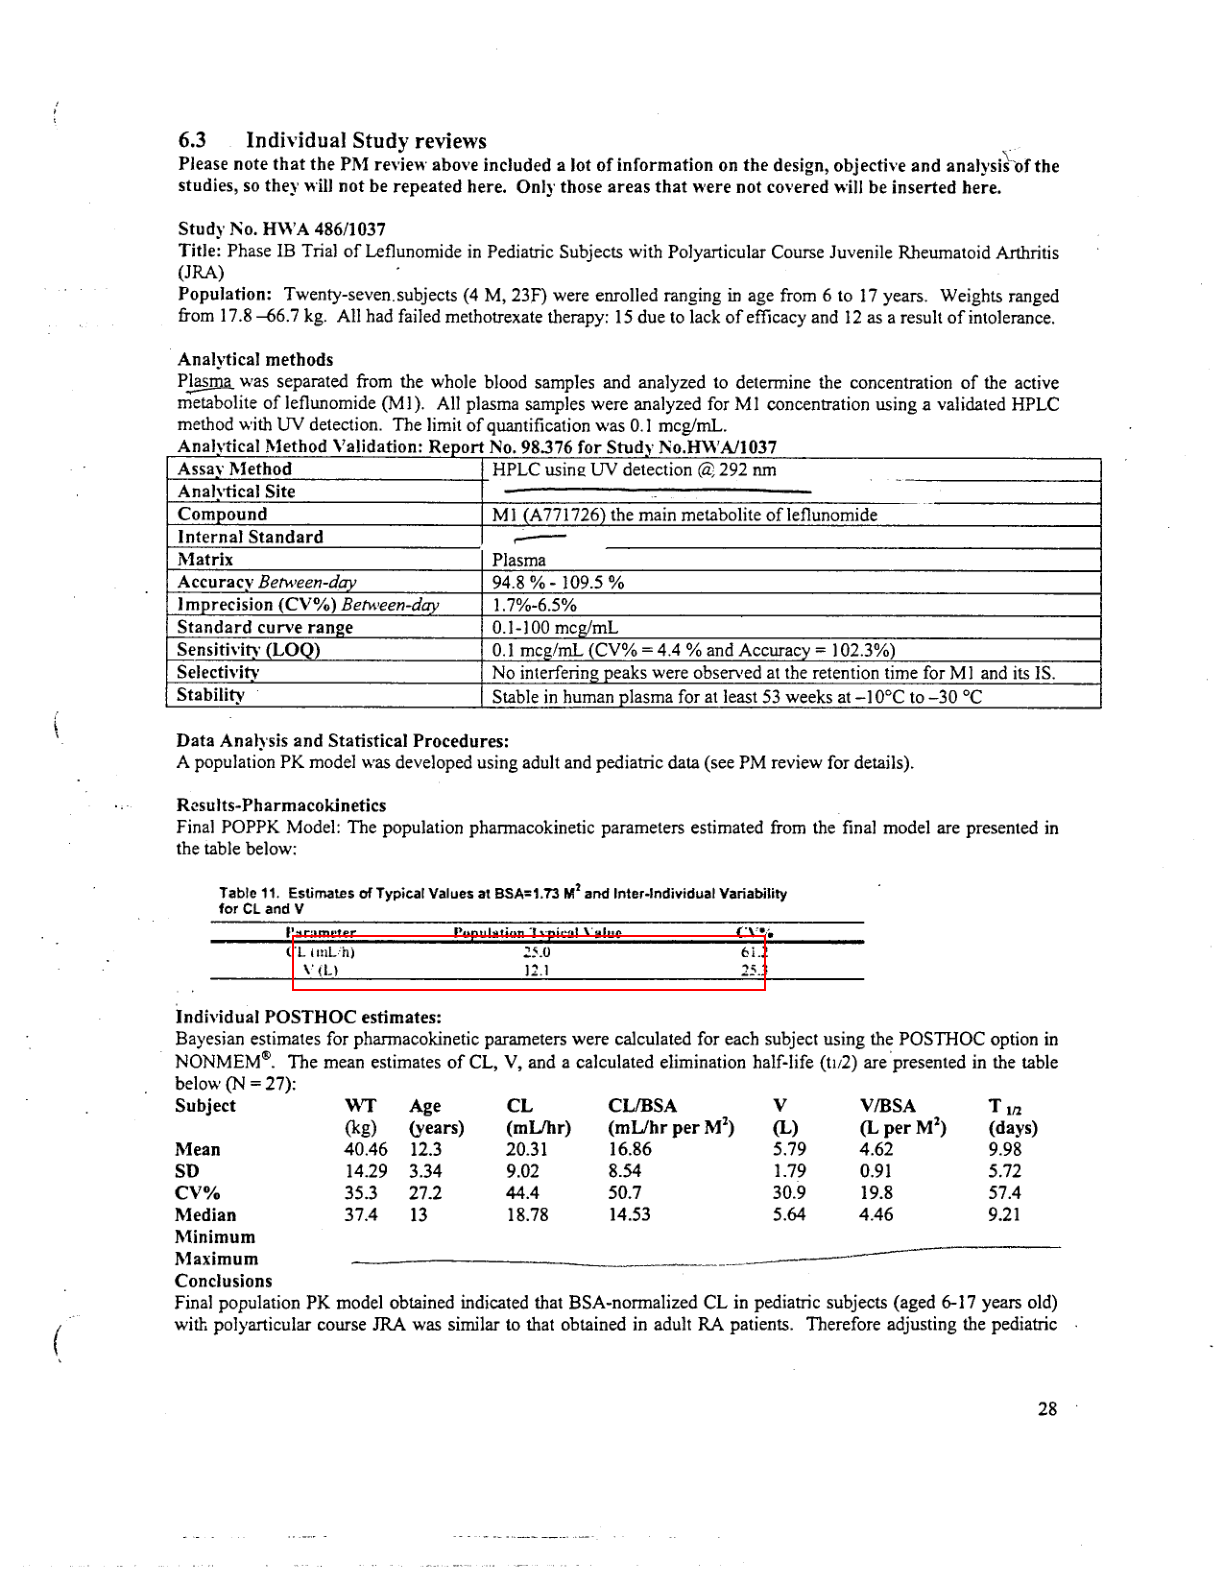 6.3 Individual Study reviews
Please note that the PM review above included a lot of information on the design, objective and analysis of the
studies, so they will not be repeated here. Only those areas that were not covered will be inserted here.
Study No. HWA 486/1037
Title: Phase IB Trial of Leflunomide in Pediatric Subjects with Polyarticular Course Juvenile Rheumatoid Arthritis
(JRA)
Population: Twenty-seven subjects (4 M, 23F) were enrolled ranging in age from 6 to 17 years. Weights ranged
from 17.8 –66.7 kg. All had failed methotrexate therapy: 15 due to lack of efficacy and 12 as a result of intolerance.
Analytical methods
Plasma was separated from the whole blood samples and analyzed to determine the concentration of the active
metabolite of leflunomide (M1). All plasma samples were analyzed for M1 concentration using a validated HPLC
method with UV detection. The limit of quantification was 0.1 mcg/mL.
Analytical Method Validation: Report No. 98.376 for Study No.HWA/1037
Assay Method HPLC using UV detection @ 292 nm
Analytical Site
Compound M1 (A771726) the main metabolite of leflunomide
Internal Standard
Matrix Plasma
Accuracy Between-day 94.8 % - 109.5 %
Imprecision (CV%) Between-day 1.7%-6.5%
Standard curve range 0.1-100 mcg/mL
Sensitivity (LOQ) 0.1 mcg/mL (CV% = 4.4 % and Accuracy = 102.3%)
Selectivity No interfering peaks were observed at the retention time for M1 and its IS.
Stability Stable in human plasma for at least 53 weeks at –10°C to –30 °C
Data Analysis and Statistical Procedures:
A population PK model was developed using adult and pediatric data (see PM review for details).
Results-Pharmacokinetics
Final POPPK Model: The population pharmacokinetic parameters estimated from the final model are presented in
the table below:
Table 11. Estimates of Typical Values at BSA=1.73 M² and Inter-Individual Variability
for CL and V
Parameter Population Typical Value CV%
CL (mL/h) 25.0 61.2
V (L) 12.1 25.3
Individual POSTHOC estimates:
Bayesian estimates for pharmacokinetic parameters were calculated for each subject using the POSTHOC option in
NONMEM®. The mean estimates of CL, V, and a calculated elimination half-life (t1/2) are presented in the table
below (N = 27):
Subject WT Age CL CL/BSA V V/BSA T 1/2
(kg) (years) (mL/hr) (mL/hr per M²) (L) (L per M²) (days)
Mean 40.46 12.3 20.31 16.86 5.79 4.62 9.98
SD 14.29 3.34 9.02 8.54 1.79 0.91 5.72
CV% 35.3 27.2 44.4 50.7 30.9 19.8 57.4
Median 37.4 13 18.78 14.53 5.64 4.46 9.21
Minimum
Maximum
Conclusions
Final population PK model obtained indicated that BSA-normalized CL in pediatric subjects (aged 6-17 years old)
with polyarticular course JRA was similar to that obtained in adult RA patients. Therefore adjusting the pediatric
28